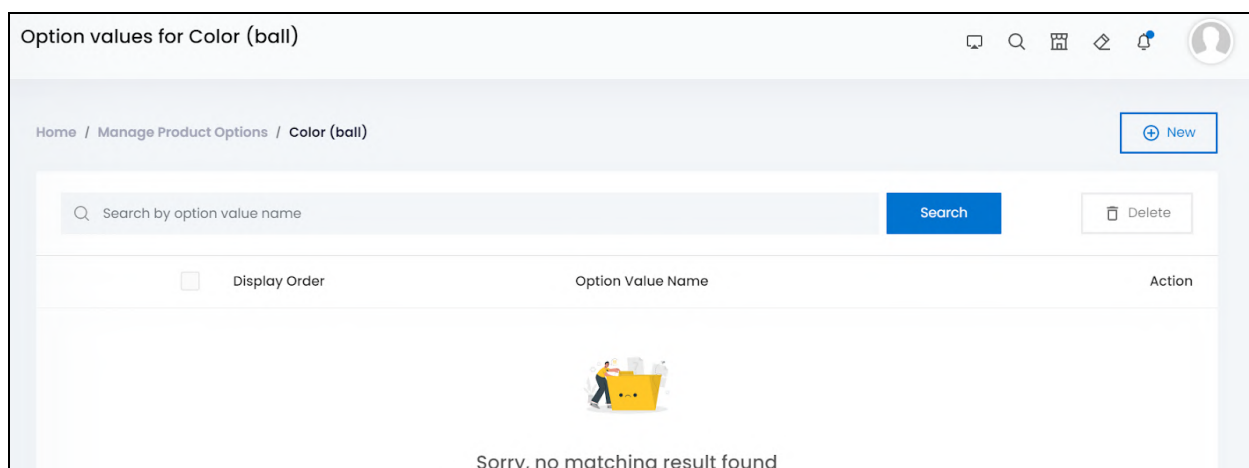 Option values for Color (ball)
Home / Manage Product Options / Color (ball)
New
Search by option value name
Search
Delete
Display Order
Option Value Name
Action
Sorry, no matching result found